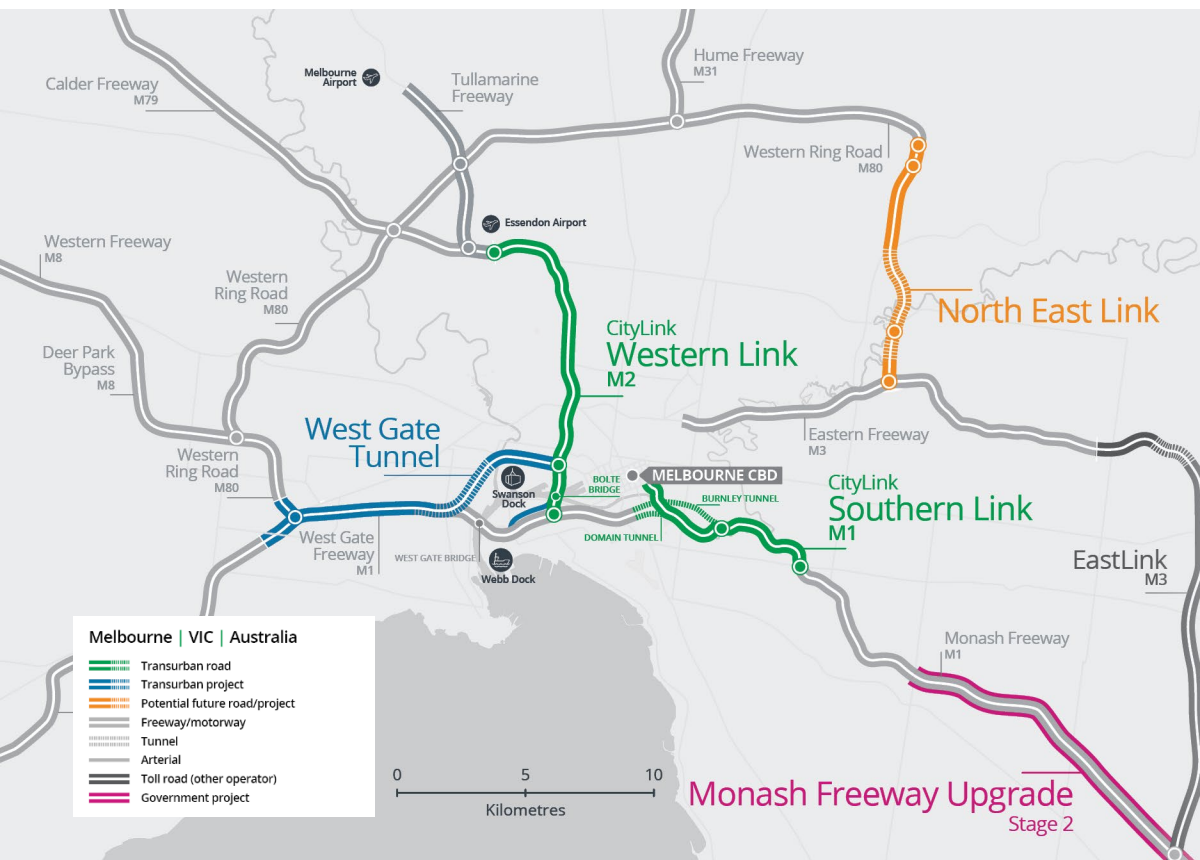 Hume Freeway
M31
Melbourne
Airport
Tullamarine
Freeway
Calder Freeway
M79
Western Ring Road
M80
Essendon Airport
Western Freeway
M8
Western
Ring Road
M80
North East Link
CityLink
Western Link
M2
Deer Park
Bypass
M8
West Gate
Tunnel
Eastern Freeway
M3
Western
Ring Road
M80
MELBOURNE CBD
BOLTE
BRIDGE
Swanson
Dock
BURNLEY TUNNEL
CityLink
Southern Link
M1
DOMAIN TUNNEL
West Gate
Freeway
M1
WEST GATE BRIDGE
Webb Dock
EastLink
M3
Monash Freeway
M1
Melbourne | VIC | Australia
Transurban road
Transurban project
Potential future road/project
Freeway/motorway
Tunnel
Arterial
Toll road (other operator)
Government project
0 5 10
Kilometres
Monash Freeway Upgrade
Stage 2